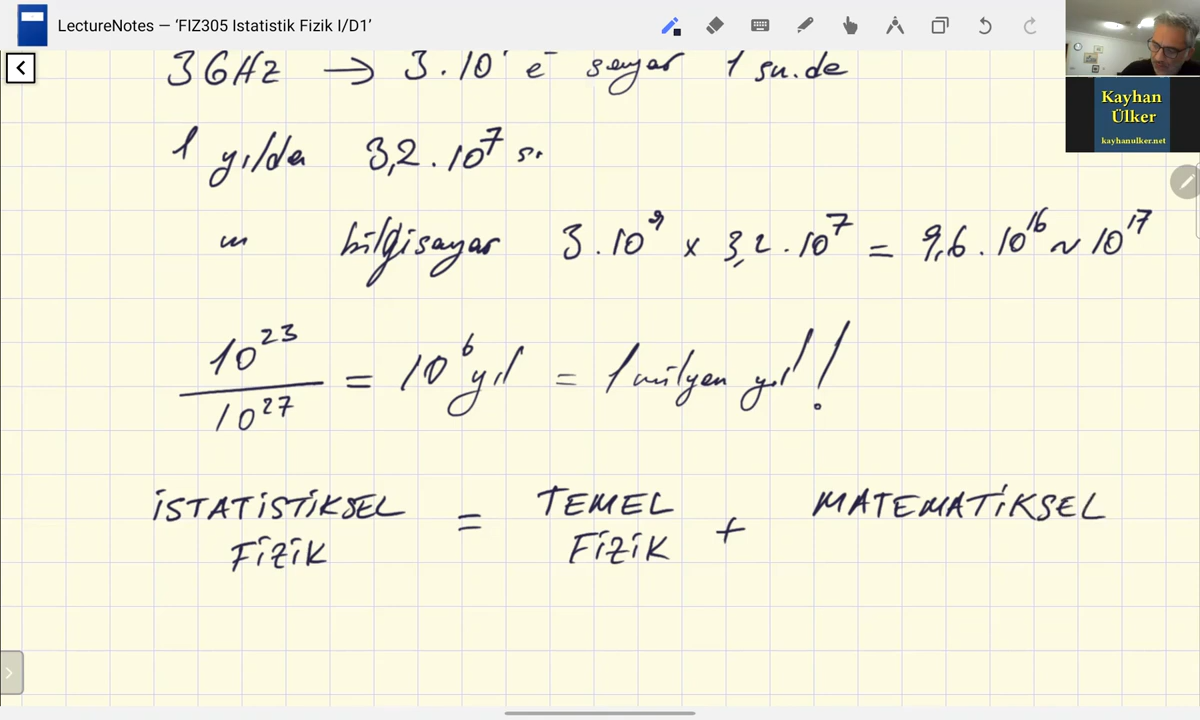 LectureNotes — ‘FIZ305 Istatistik Fizik I/D1’
Kayhan
Ülker
kayhanulker.net
3GHz → 3.10 e⁻ sayar 1 sn.de
1 yılda 3,2.10⁷ sn
bilgisayar 3.10⁹ x 3,2.10⁷ = 9,6.10¹⁶ ~ 10¹⁷
10²³ / 10²⁷ = 10⁶ yıl = 1 milyon yıl!!
İSTATİSTİKSEL FİZİK = TEMEL FİZİK + MATEMATİKSEL